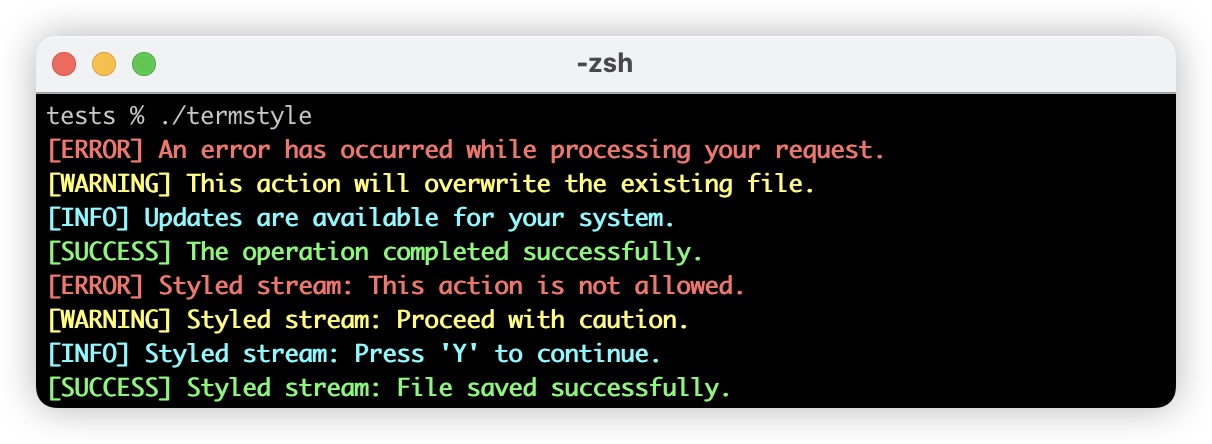 -zsh
tests % ./termstyle
[ERROR] An error has occurred while processing your request.
[WARNING] This action will overwrite the existing file.
[INFO] Updates are available for your system.
[SUCCESS] The operation completed successfully.
[ERROR] Styled stream: This action is not allowed.
[WARNING] Styled stream: Proceed with caution.
[INFO] Styled stream: Press 'Y' to continue.
[SUCCESS] Styled stream: File saved successfully.